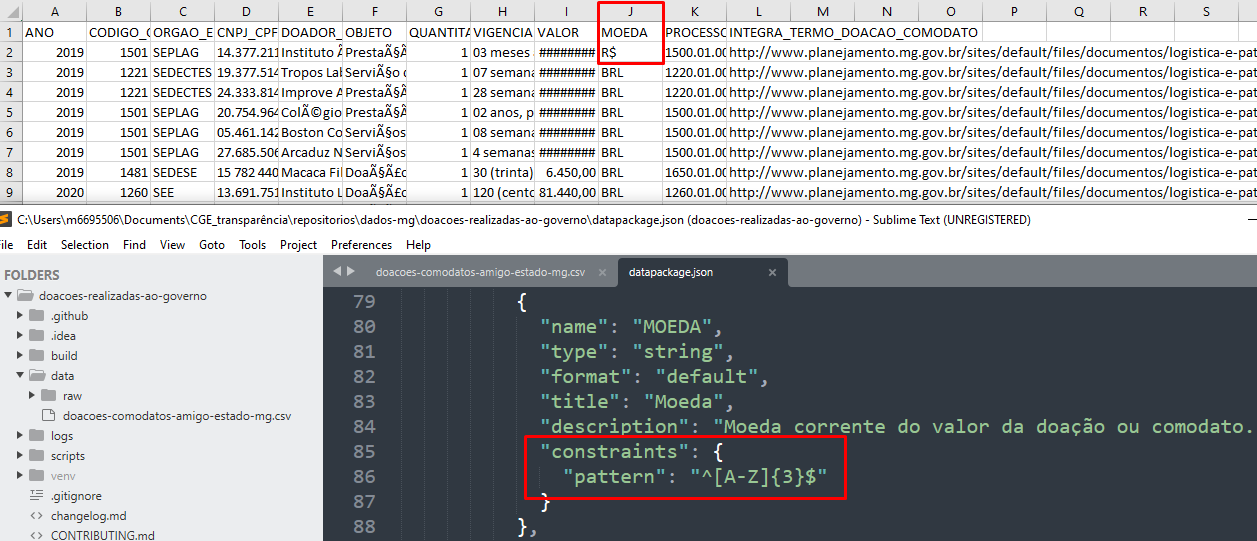 A B C D E F G H I J K L M N O P Q R S
1 ANO CODIGO_ ORGAO_E CNPJ_CPF DOADOR_ OBJETO QUANTITA VIGENCIA VALOR MOEDA PROCESSO INTEGRA_TERMO_DOACAO_COMODATO
2 2019 1501 SEPLAG 14.377.211 Instituto Prestaà 1 03 meses ######## R$ 1500.01.00 http://www.planejamento.mg.gov.br/sites/default/files/documentos/logistica-e-pat
3 2019 1221 SEDECTES 19.377.514 Tropos Lab Serviço 1 07 semana ######## BRL 1220.01.00 http://www.planejamento.mg.gov.br/sites/default/files/documentos/logistica-e-pat
4 2019 1221 SEDECTES 24.333.814 Improve A Prestaà 1 28 semana ######## BRL 1220.01.00 http://www.planejamento.mg.gov.br/sites/default/files/documentos/logistica-e-pat
5 2019 1501 SEPLAG 20.754.964 Colégio Prestaà 1 02 anos, p ######## BRL 1500.01.00 http://www.planejamento.mg.gov.br/sites/default/files/documentos/logistica-e-pat
6 2019 1501 SEPLAG 05.461.142 Boston Co Serviços 1 08 semana ######## BRL 1500.01.00 http://www.planejamento.mg.gov.br/sites/default/files/documentos/logistica-e-pat
7 2019 1501 SEPLAG 27.685.506 Arcaduz N Serviços 1 4 semanas ######## BRL 1500.01.00 http://www.planejamento.mg.gov.br/sites/default/files/documentos/logistica-e-pat
8 2019 1481 SEDESE 15 782 440 Macaca Fil Doação 1 30 (trinta) 6.450,00 BRL 1650.01.00 http://www.planejamento.mg.gov.br/sites/default/files/documentos/logistica-e-pat
9 2020 1260 SEE 13.691.751 Instituto L Doação 1 120 (cento 81.440,00 BRL 1260.01.00 http://www.planejamento.mg.gov.br/sites/default/files/documentos/logistica-e-pat
C:\Users\m6695506\Documents\CGE_transparência\repositorios\dados-mg\doacoes-realizadas-ao-governo\datapackage.json (doacoes-realizadas-ao-governo) - Sublime Text (UNREGISTERED)
ile Edit Selection Find View Goto Tools Project Preferences Help
FOLDERS
doacoes-realizadas-ao-governo
.github
.idea
build
data
raw
doacoes-comodatos-amigo-estado-mg.csv
logs
scripts
venv
.gitignore
changelog.md
CONTRIBUTING.md
doacoes-comodatos-amigo-estado-mg.csv × datapackage.json ×
79 {
80 "name": "MOEDA",
81 "type": "string",
82 "format": "default",
83 "title": "Moeda",
84 "description": "Moeda corrente do valor da doação ou comodato.
85 "constraints": {
86 "pattern": "^[A-Z]{3}$"
87 }
88 },